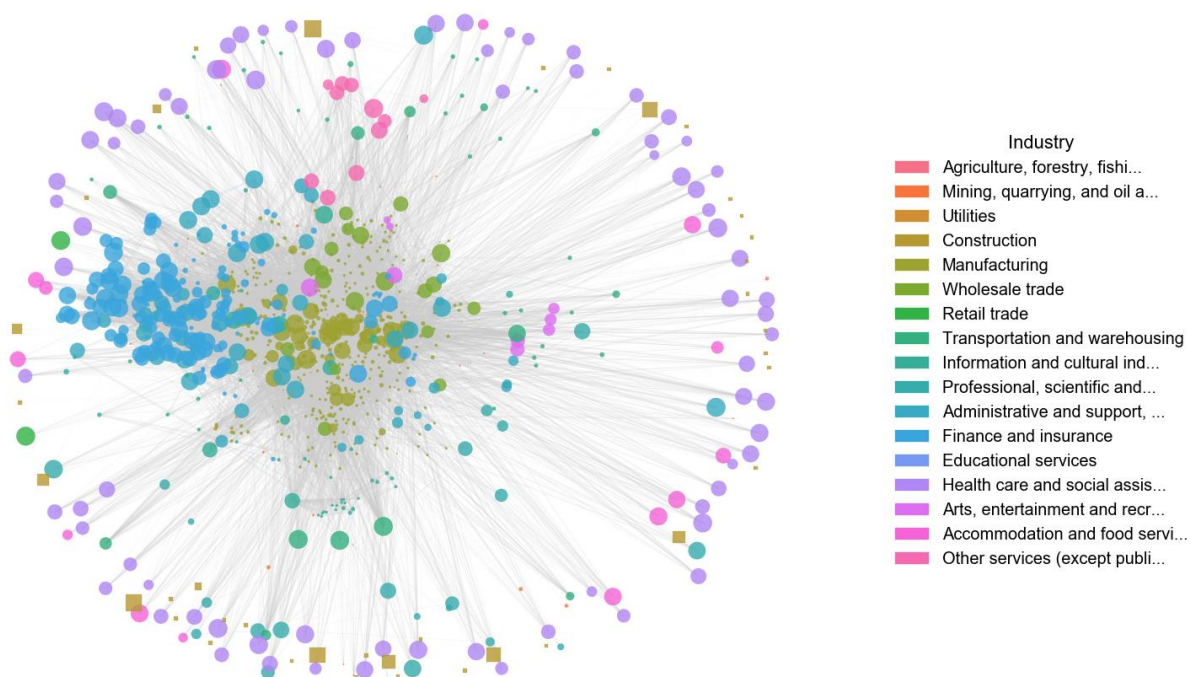 Industry
Agriculture, forestry, fishi...
Mining, quarrying, and oil a...
Utilities
Construction
Manufacturing
Wholesale trade
Retail trade
Transportation and warehousing
Information and cultural ind...
Professional, scientific and...
Administrative and support, ...
Finance and insurance
Educational services
Health care and social assis...
Arts, entertainment and recr...
Accommodation and food servi...
Other services (except publi...